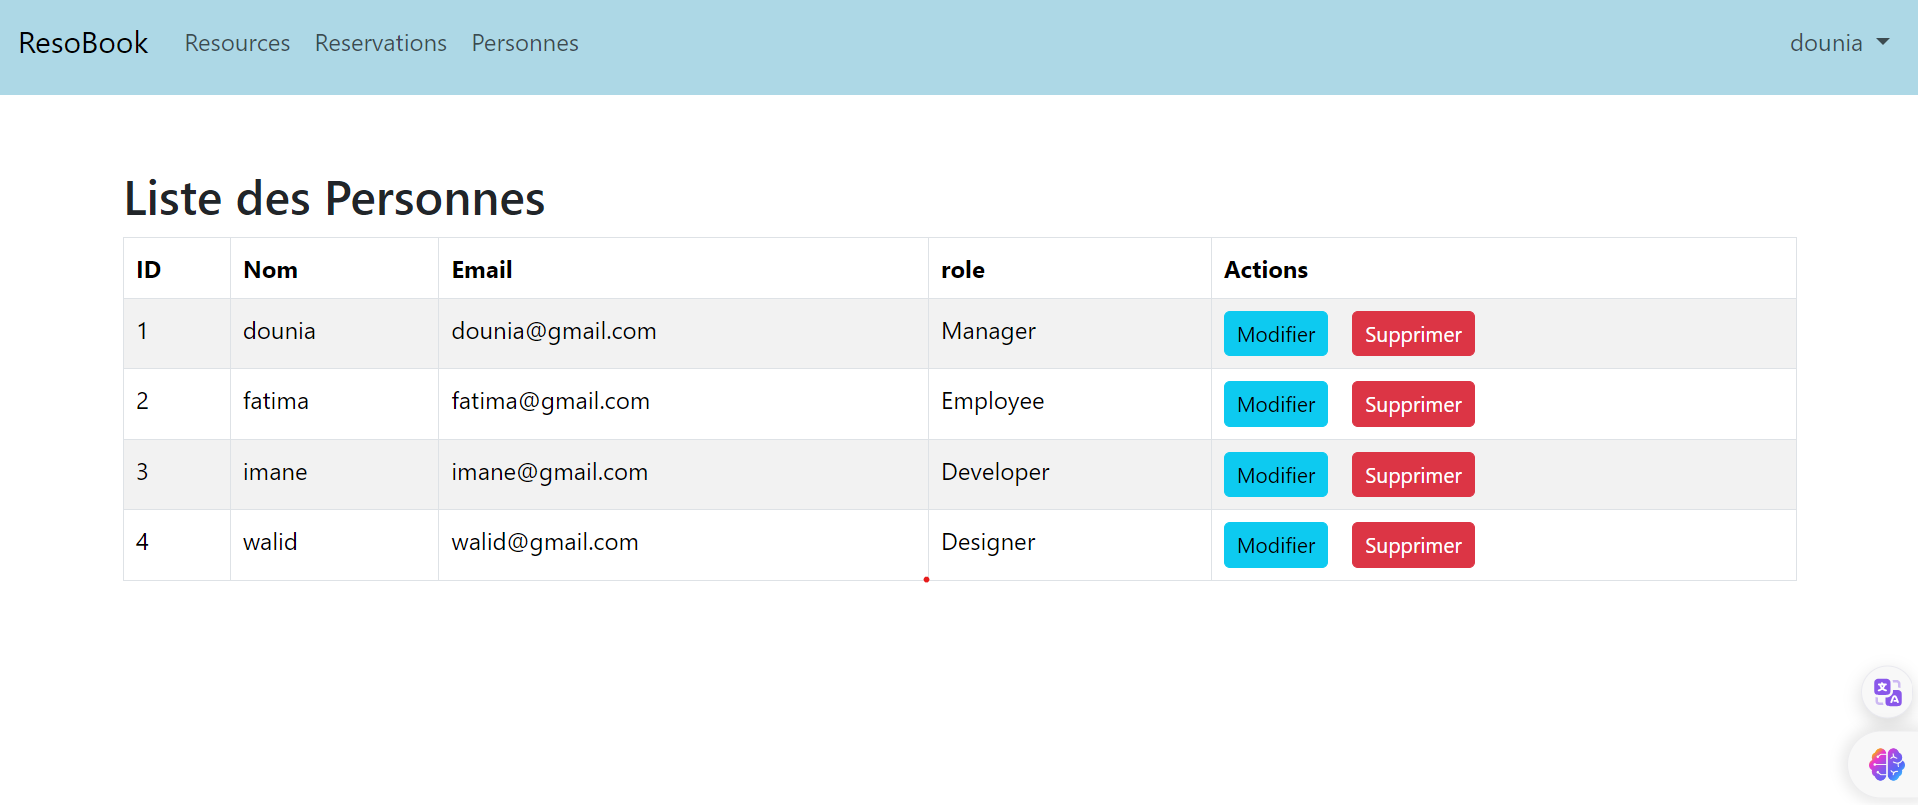 ResoBook Resources Reservations Personnes dounia
Liste des Personnes
ID Nom Email role Actions
1 dounia dounia@gmail.com Manager Modifier Supprimer
2 fatima fatima@gmail.com Employee Modifier Supprimer
3 imane imane@gmail.com Developer Modifier Supprimer
4 walid walid@gmail.com Designer Modifier Supprimer